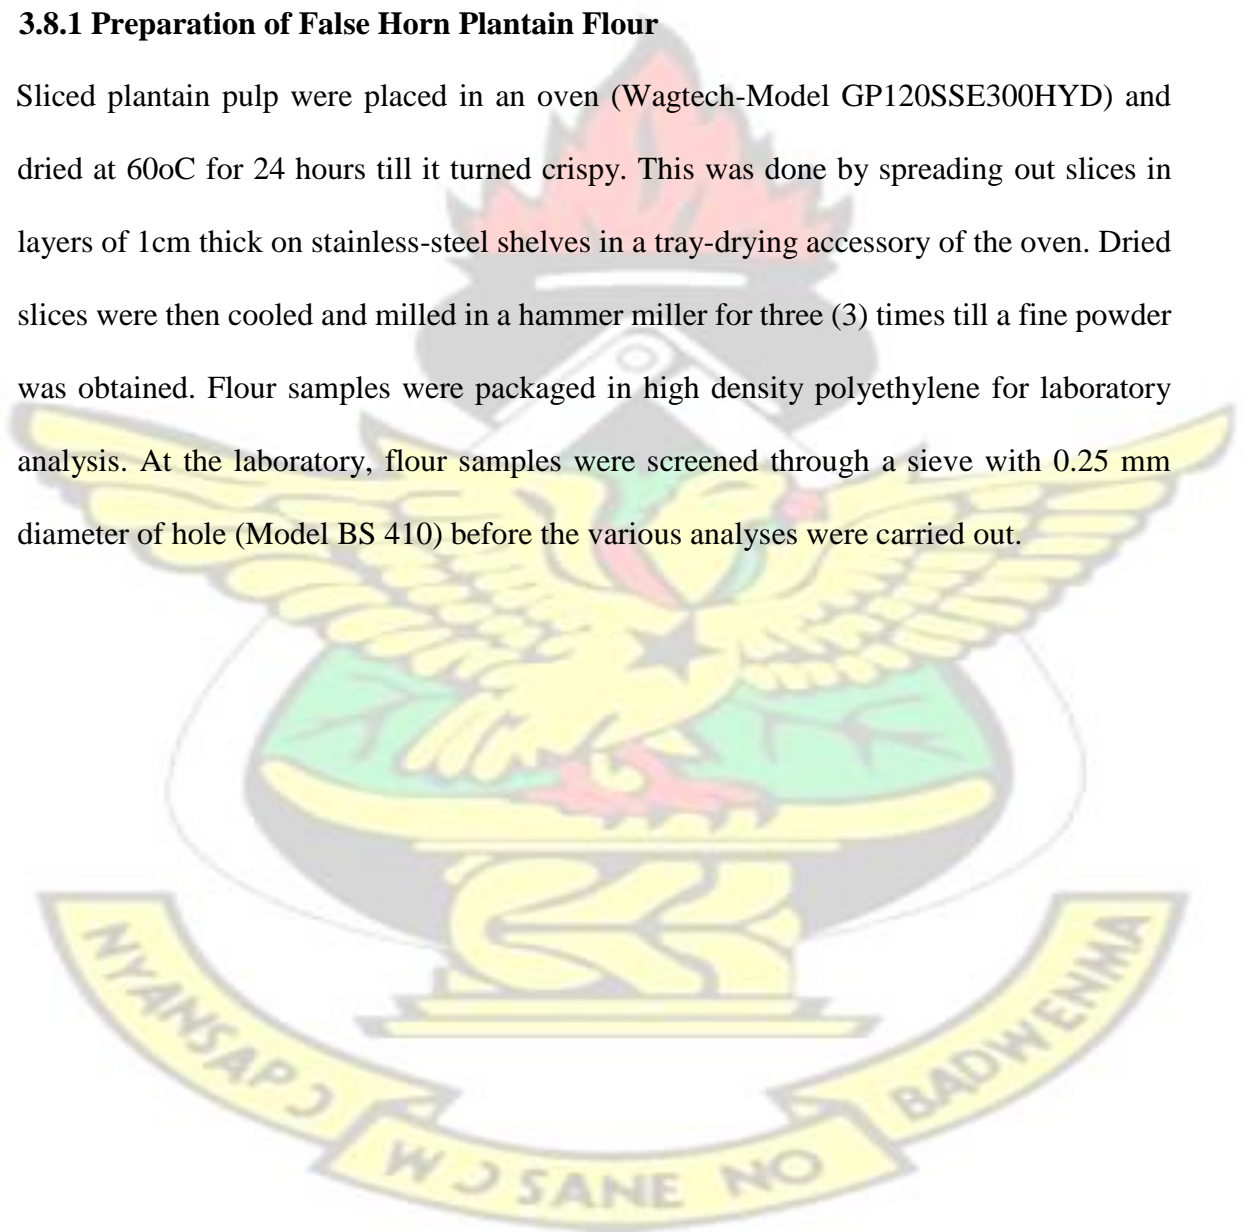 3.8.1 Preparation of False Horn Plantain Flour
Sliced plantain pulp were placed in an oven (Wagtech-Model GP120SSE300HYD) and
dried at 60oC for 24 hours till it turned crispy. This was done by spreading out slices in
layers of 1cm thick on stainless-steel shelves in a tray-drying accessory of the oven. Dried
slices were then cooled and milled in a hammer miller for three (3) times till a fine powder
was obtained. Flour samples were packaged in high density polyethylene for laboratory
analysis. At the laboratory, flour samples were screened through a sieve with 0.25 mm
diameter of hole (Model BS 410) before the various analyses were carried out.
NYANSAPƆ
WƆSANE NO
BADWENMA